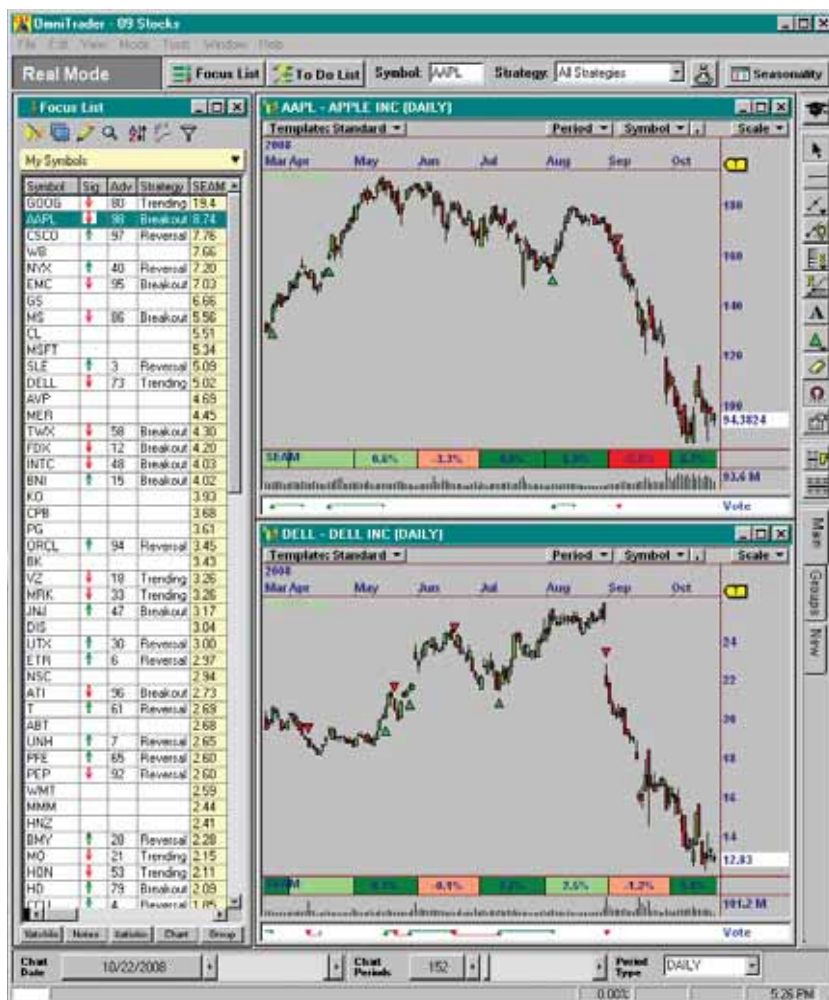 OmniTrader - 09 Stocks
File Edit View Mode Tools Window Help
Real Mode Focus List To Do List Symbol: AAPL Strategy: All Strategies Seasonality
Focus List
My Symbols
Symbol Sig Adv Strategy SEAM
GOOG 80 Trending 19.4
AAPL 98 Breakout 8.74
CSCO 97 Reversal 7.76
WB 7.66
NYX 40 Reversal 7.20
EMC 95 Breakout 7.03
GS 6.66
MS 86 Breakout 5.56
CL 5.51
MSFT 5.34
SLE 3 Reversal 5.09
DELL 73 Trending 5.02
AVP 4.69
MER 4.45
TWX 58 Breakout 4.30
FDX 12 Breakout 4.20
INTC 48 Breakout 4.03
BNI 15 Breakout 4.02
KO 3.93
CPB 3.68
PG 3.61
ORCL 94 Reversal 3.45
BK 3.43
VZ 18 Trending 3.26
MRK 33 Trending 3.26
JNJ 47 Breakout 3.17
DIS 3.04
UTX 30 Reversal 3.00
ETR 6 Reversal 2.97
NSC 2.94
ATI 96 Breakout 2.73
T 61 Reversal 2.69
ABT 2.68
UNH 7 Reversal 2.65
PFE 65 Reversal 2.60
PEP 92 Reversal 2.60
WMT 2.59
MMM 2.44
HNZ 2.41
BMY 28 Reversal 2.28
MO 21 Trending 2.15
HON 53 Trending 2.11
HD 79 Breakout 2.09
CCU 4 Reversal 1.85
Notes Chart Group
AAPL - APPLE INC (DAILY)
Template: Standard Period Symbol Scale
2008
Mar Apr May Jun Jul Aug Sep Oct
180
160
140
120
100
94.3824
SEAM 0.6% -3.3%
93.6 M
Vote
DELL - DELL INC (DAILY)
Template: Standard Period Symbol Scale
2008
Mar Apr May Jun Jul Aug Sep Oct
24
22
20
18
16
14
12.83
2.6% -1.2%
101.2 M
Vote
Main
Groups
New
Chart Date 10/22/2008 Chart Periods 152 Period Type DAILY
0.00% 5:26 PM